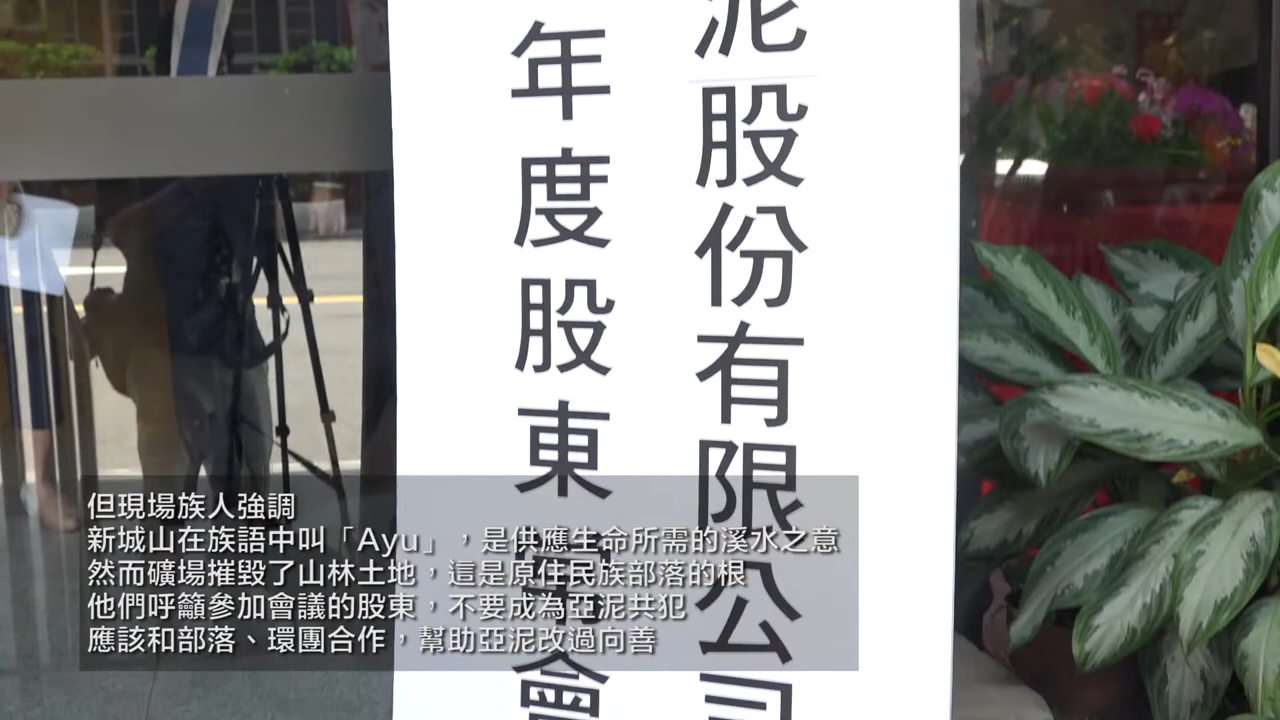 泥股份有限公司
年度股東常會
但現場族人強調
新城山在族語中叫「Ayu」，是供應生命所需的溪水之意
然而礦場摧毀了山林土地，這是原住民族部落的根
他們呼籲參加會議的股東，不要成為亞泥共犯
應該和部落、環團合作，幫助亞泥改過向善